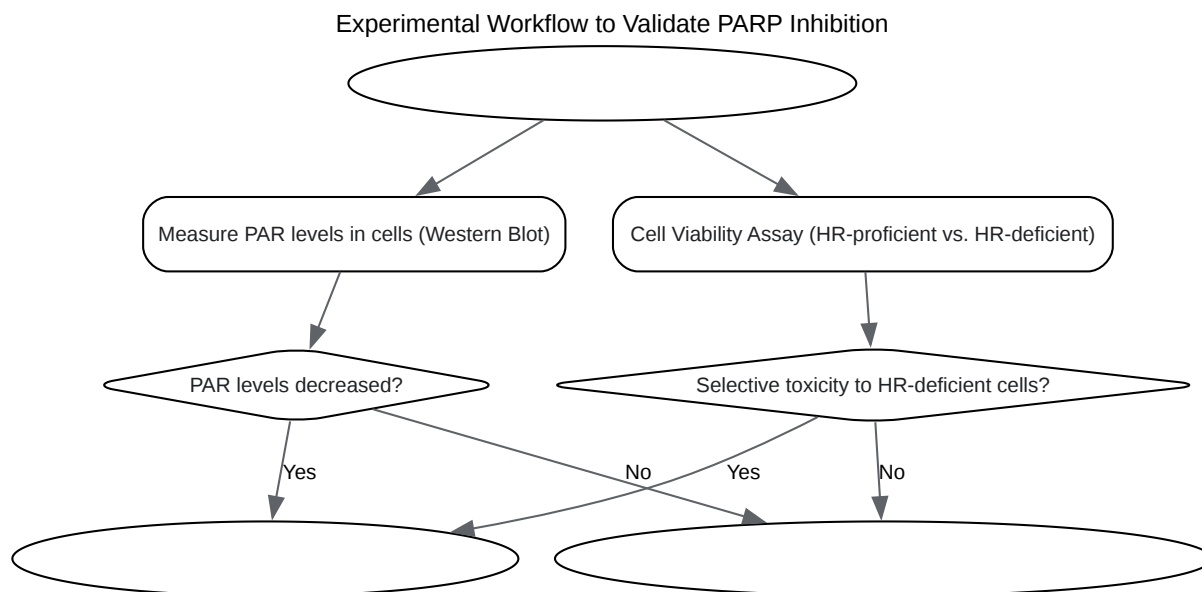 Experimental Workflow to Validate PARP Inhibition
Measure PAR levels in cells (Western Blot)
Cell Viability Assay (HR-proficient vs. HR-deficient)
PAR levels decreased?
Selective toxicity to HR-deficient cells?
Yes
No
Yes
No